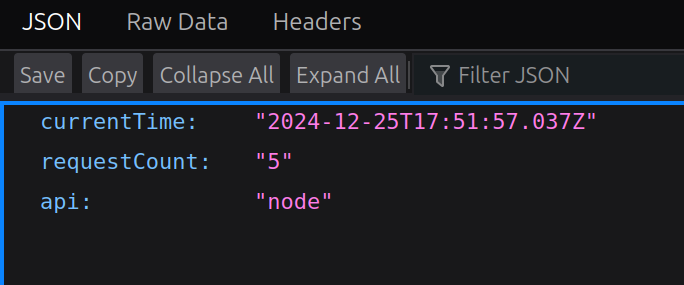 JSON Raw Data Headers
Save Copy Collapse All Expand All Filter JSON
currentTime: "2024-12-25T17:51:57.037Z"
requestCount: "5"
api: "node"